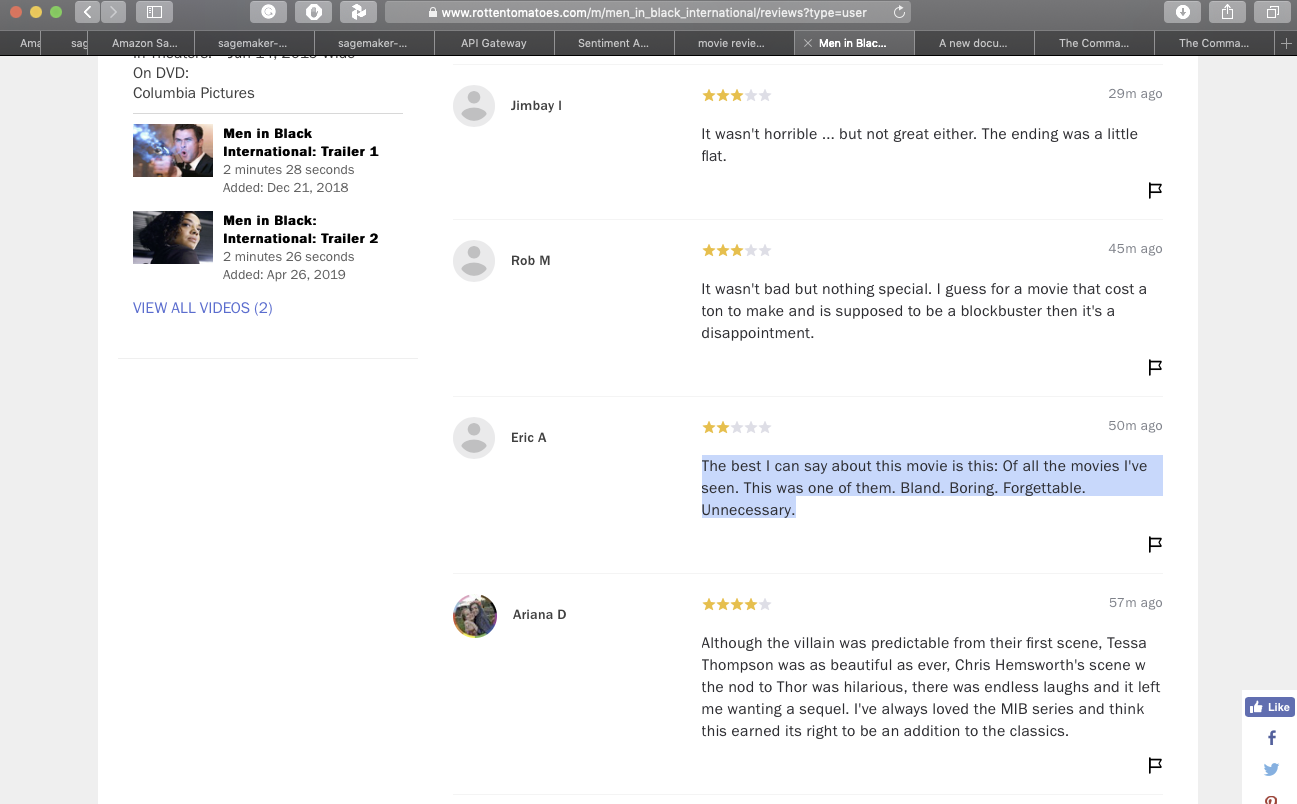 www.rottentomatoes.com/m/men_in_black_international/reviews?type=user
Ama
sag
Amazon Sa...
sagemaker-...
sagemaker-...
API Gateway
Sentiment A...
movie revie...
Men in Blac...
A new docu...
The Comma...
The Comma...
On DVD:
Columbia Pictures
Men in Black
International: Trailer 1
2 minutes 28 seconds
Added: Dec 21, 2018
Men in Black:
International: Trailer 2
2 minutes 26 seconds
Added: Apr 26, 2019
VIEW ALL VIDEOS (2)
Jimbay I
29m ago
It wasn't horrible ... but not great either. The ending was a little
flat.
Rob M
45m ago
It wasn't bad but nothing special. I guess for a movie that cost a
ton to make and is supposed to be a blockbuster then it's a
disappointment.
Eric A
50m ago
The best I can say about this movie is this: Of all the movies I've
seen. This was one of them. Bland. Boring. Forgettable.
Unnecessary.
Ariana D
57m ago
Although the villain was predictable from their first scene, Tessa
Thompson was as beautiful as ever, Chris Hemsworth's scene w
the nod to Thor was hilarious, there was endless laughs and it left
me wanting a sequel. I've always loved the MIB series and think
this earned its right to be an addition to the classics.
Like